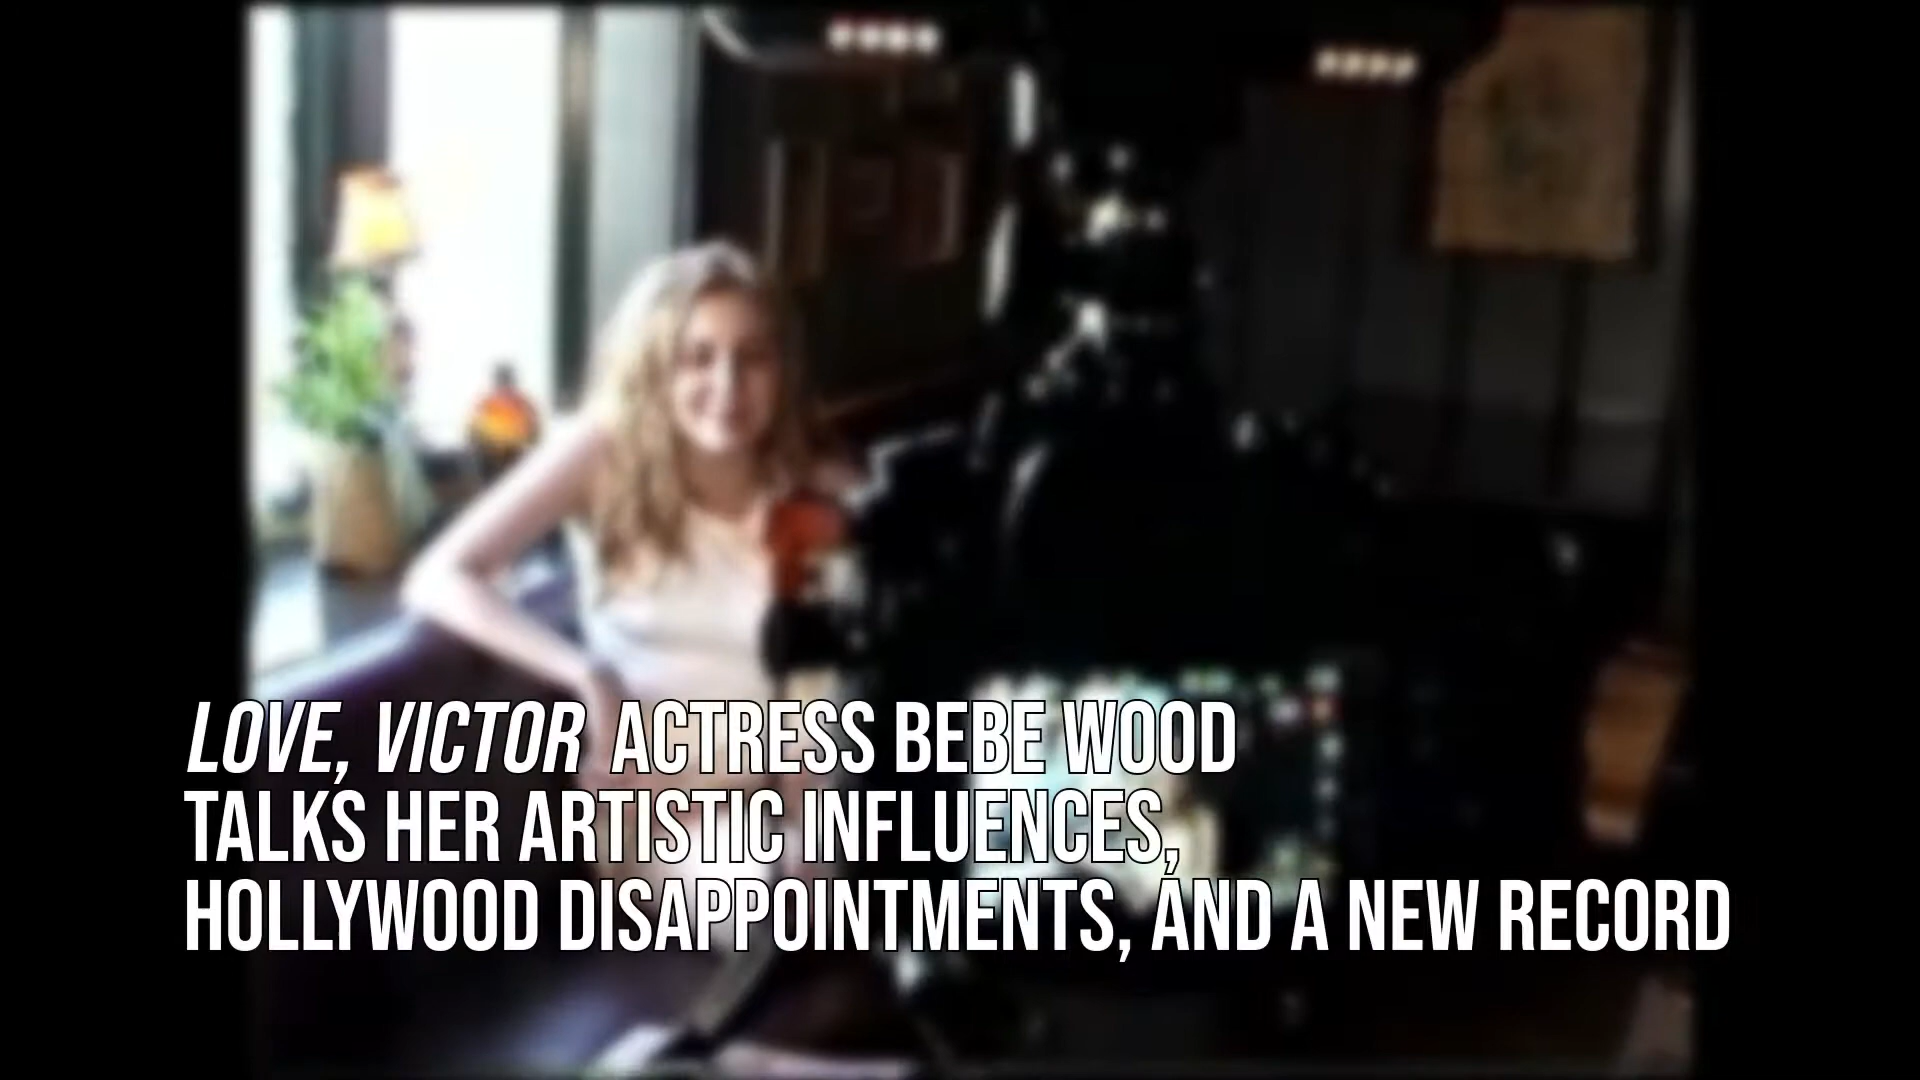 LOVE, VICTOR ACTRESS BEBE WOOD
TALKS HER ARTISTIC INFLUENCES,
HOLLYWOOD DISAPPOINTMENTS, AND A NEW RECORD